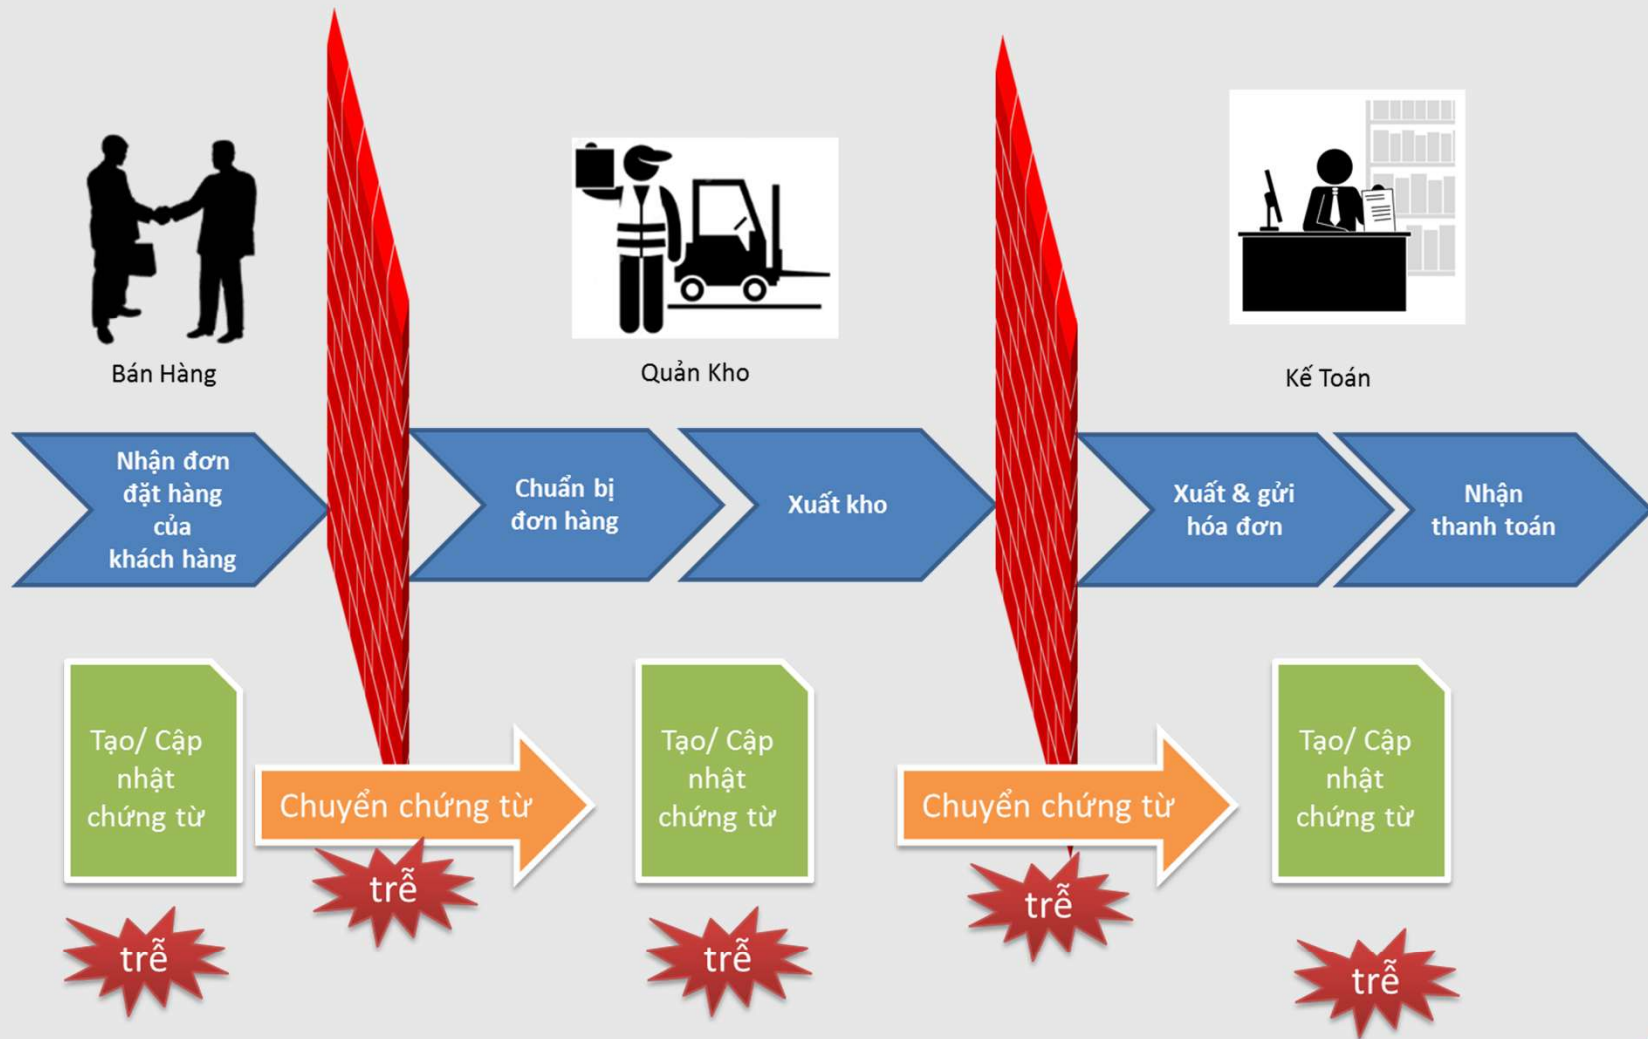 Bán Hàng
Quản Kho
Kế Toán
Nhận đơn
đặt hàng
của
khách hàng
Chuẩn bị
đơn hàng
Xuất kho
Xuất & gửi
hóa đơn
Nhận
thanh toán
Tạo/ Cập
nhật
chứng từ
Chuyển chứng từ
Tạo/ Cập
nhật
chứng từ
Chuyển chứng từ
Tạo/ Cập
nhật
chứng từ
trễ
trễ
trễ
trễ
trễ